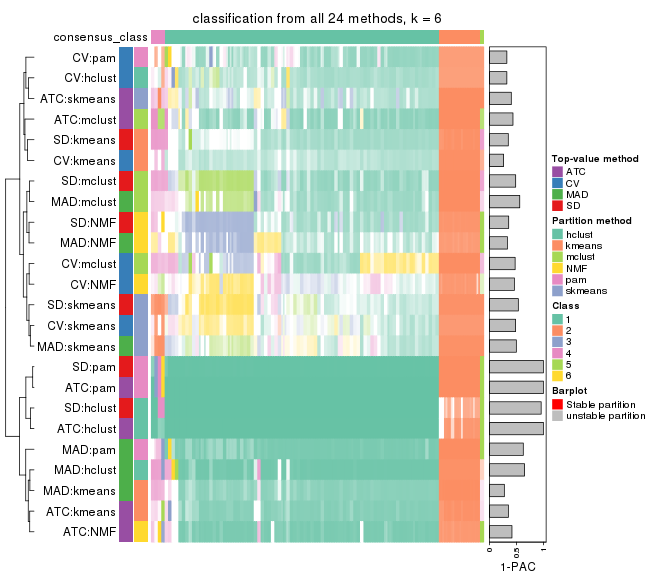 classification from all 24 methods, k = 6
consensus_class
CV:pam
CV:hclust
ATC:skmeans
ATC:mclust
SD:kmeans
CV:kmeans
SD:mclust
MAD:mclust
SD:NMF
MAD:NMF
CV:mclust
CV:NMF
SD:skmeans
CV:skmeans
MAD:skmeans
SD:pam
ATC:pam
SD:hclust
ATC:hclust
MAD:pam
MAD:hclust
MAD:kmeans
ATC:kmeans
ATC:NMF
0
0.5
1
1-PAC
Top-value method
ATC
CV
MAD
SD
Partition method
hclust
kmeans
mclust
NMF
pam
skmeans
Class
1
2
3
4
5
6
Barplot
Stable partition
unstable partition